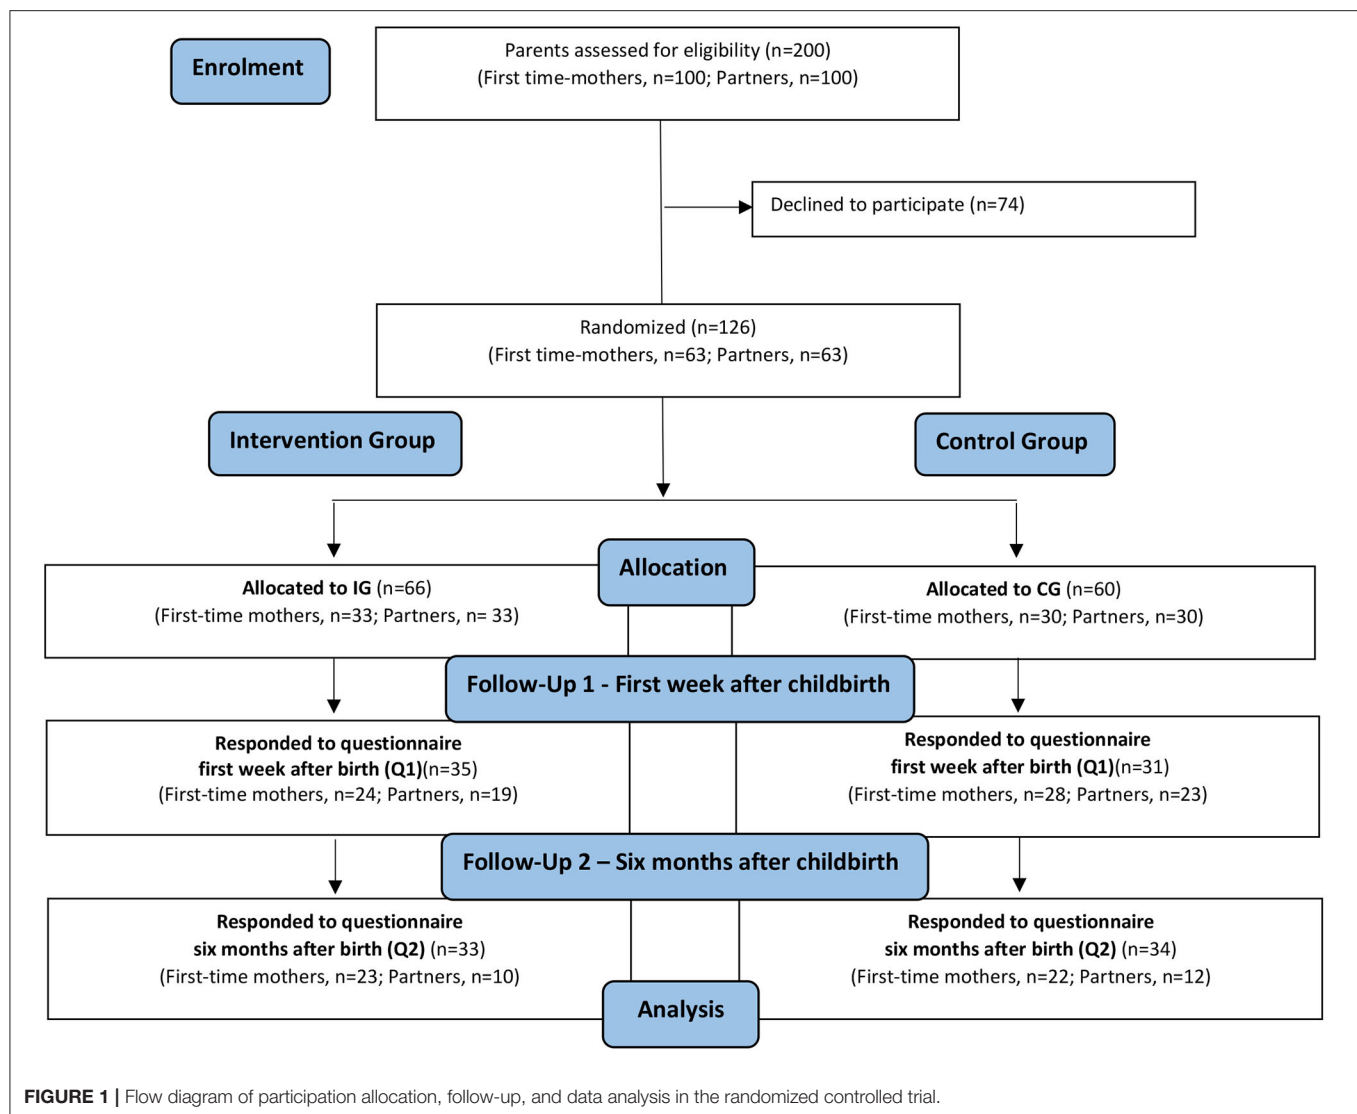 Enrolment
Parents assessed for eligibility (n=200)
(First time-mothers, n=100; Partners, n=100)
Declined to participate (n=74)
Randomized (n=126)
(First time-mothers, n=63; Partners, n=63)
Intervention Group
Control Group
Allocation
Allocated to IG (n=66)
(First-time mothers, n=33; Partners, n= 33)
Allocated to CG (n=60)
(First-time mothers, n=30; Partners, n=30)
Follow-Up 1 - First week after childbirth
Responded to questionnaire
first week after birth (Q1)(n=35)
(First-time mothers, n=24; Partners, n=19)
Responded to questionnaire
first week after birth (Q1)(n=31)
(First-time mothers, n=28; Partners, n=23)
Follow-Up 2 – Six months after childbirth
Responded to questionnaire
six months after birth (Q2) (n=33)
(First-time mothers, n=23; Partners, n=10)
Responded to questionnaire
six months after birth (Q2) (n=34)
(First-time mothers, n=22; Partners, n=12)
Analysis
FIGURE 1 | Flow diagram of participation allocation, follow-up, and data analysis in the randomized controlled trial.